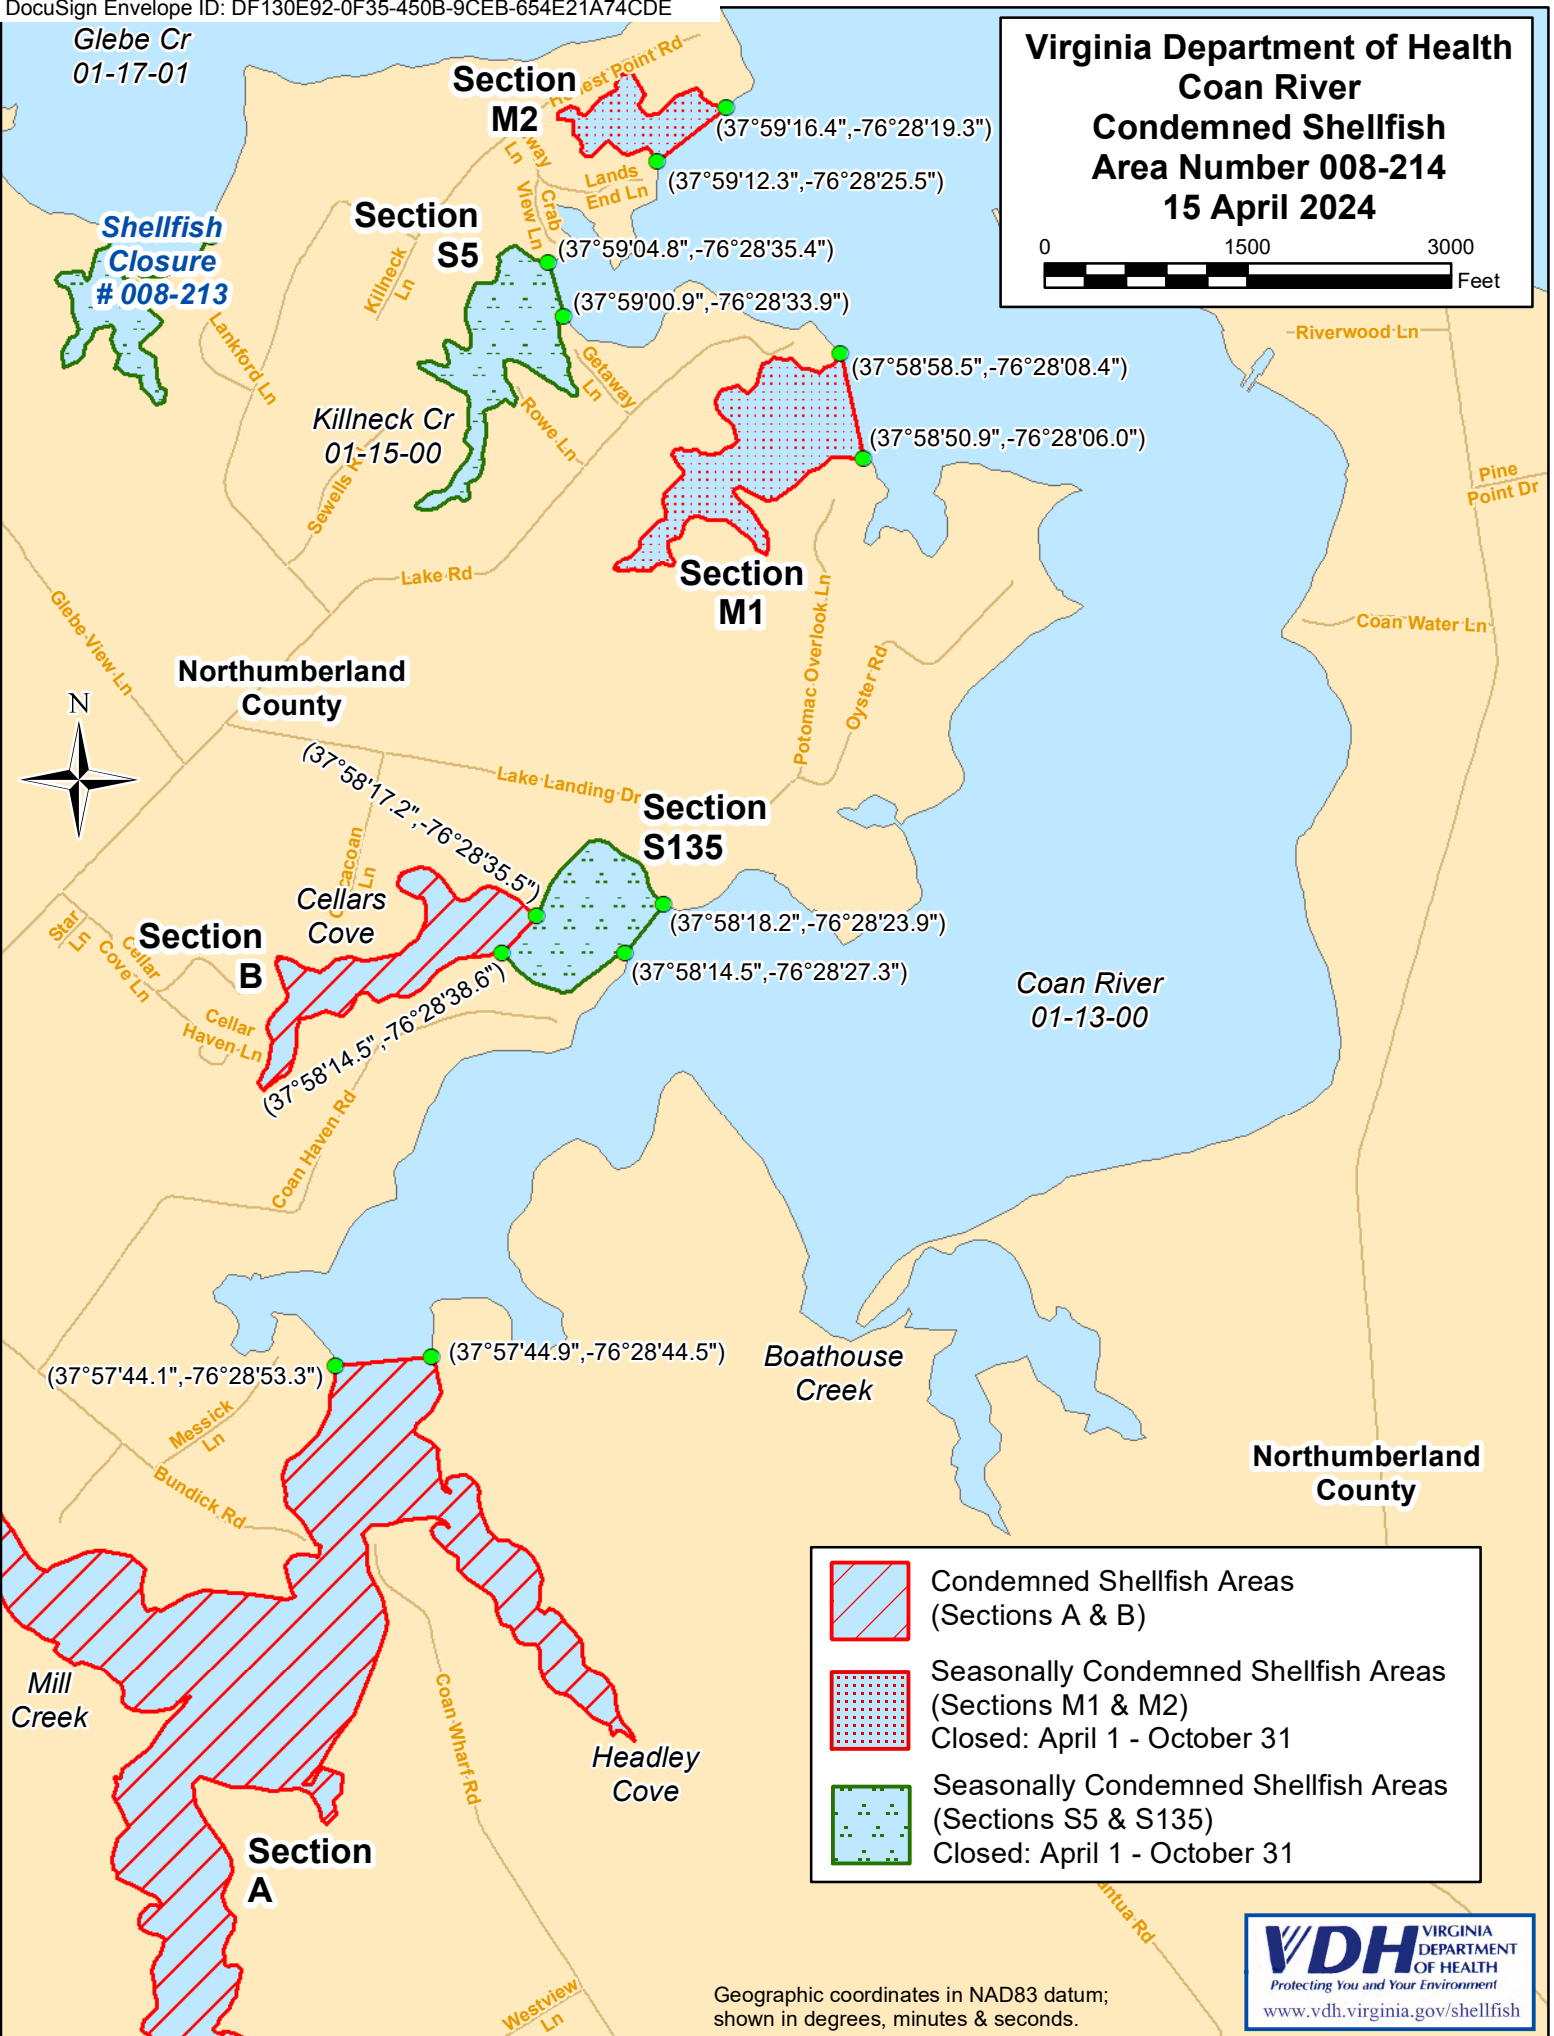 DocuSign Envelope ID: DF130E92-0F35-450B-9CEB-654E21A74CDE
Glebe Cr
01-17-01
Virginia Department of Health
Coan River
Condemned Shellfish
Area Number 008-214
15 April 2024
0 1500 3000
Feet
Section
M2
Point Rd
(37°59'16.4",-76°28'19.3")
(37°59'12.3",-76°28'25.5")
Ln
Lands
End Ln
Crab
View Ln
Section
S5
Shellfish
Closure
# 008-213
Killneck
Ln
(37°59'04.8",-76°28'35.4")
(37°59'00.9",-76°28'33.9")
Lankford Ln
Getaway
Ln
Riverwood Ln
(37°58'58.5",-76°28'08.4")
Killneck Cr
01-15-00
Rowe Ln
(37°58'50.9",-76°28'06.0")
Sewells
Pine
Point Dr
Lake Rd
Section
M1
Glebe View Ln
Potomac Overlook Ln
Oyster Rd
Coan Water Ln
Northumberland
County
N
(37°58'17.2",-76°28'35.5")
Lake Landing Dr
Section
S135
Ln
Cellars
Cove
Star
Ln
Cellar
Cove Ln
Section
B
(37°58'18.2",-76°28'23.9")
(37°58'14.5",-76°28'27.3")
(37°58'14.5",-76°28'38.6")
Coan River
01-13-00
Cellar
Haven Ln
Coan Haven Rd
(37°57'44.9",-76°28'44.5")
(37°57'44.1",-76°28'53.3")
Boathouse
Creek
Messick
Ln
Bundick Rd
Northumberland
County
Mill
Creek
Coan Wharf Rd
Headley
Cove
Section
A
Condemned Shellfish Areas
(Sections A & B)
Seasonally Condemned Shellfish Areas
(Sections M1 & M2)
Closed: April 1 - October 31
Seasonally Condemned Shellfish Areas
(Sections S5 & S135)
Closed: April 1 - October 31
Rd
Westview
Ln
Geographic coordinates in NAD83 datum;
shown in degrees, minutes & seconds.
VDH VIRGINIA
DEPARTMENT
OF HEALTH
Protecting You and Your Environment
www.vdh.virginia.gov/shellfish